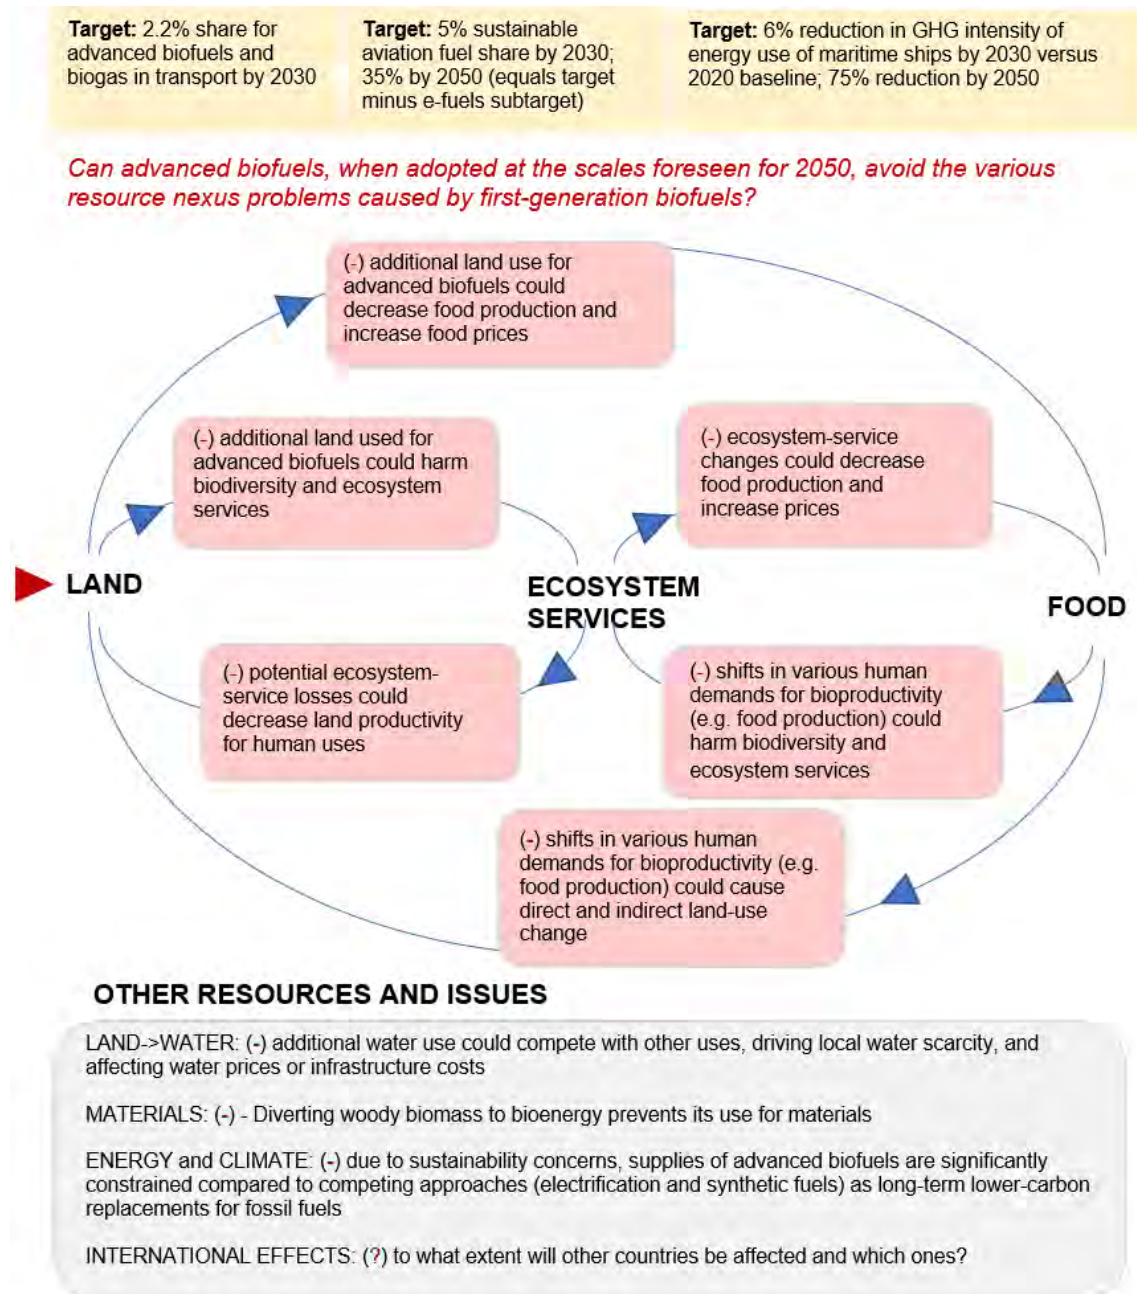 Target: 2.2% share for
advanced biofuels and
biogas in transport by 2030
Target: 5% sustainable
aviation fuel share by 2030;
35% by 2050 (equals target
minus e-fuels subtarget)
Target: 6% reduction in GHG intensity of
energy use of maritime ships by 2030 versus
2020 baseline; 75% reduction by 2050
Can advanced biofuels, when adopted at the scales foreseen for 2050, avoid the various
resource nexus problems caused by first-generation biofuels?
(-) additional land use for
advanced biofuels could
decrease food production and
increase food prices
(-) additional land used for
advanced biofuels could harm
biodiversity and ecosystem
services
(-) ecosystem-service
changes could decrease
food production and
increase prices
LAND
ECOSYSTEM
SERVICES
FOOD
(-) potential ecosystem-
service losses could
decrease land productivity
for human uses
(-) shifts in various human
demands for bioproductivity
(e.g. food production) could
harm biodiversity and
ecosystem services
(-) shifts in various human
demands for bioproductivity (e.g.
food production) could cause
direct and indirect land-use
change
OTHER RESOURCES AND ISSUES
LAND->WATER: (-) additional water use could compete with other uses, driving local water scarcity, and
affecting water prices or infrastructure costs
MATERIALS: (-) - Diverting woody biomass to bioenergy prevents its use for materials
ENERGY and CLIMATE: (-) due to sustainability concerns, supplies of advanced biofuels are significantly
constrained compared to competing approaches (electrification and synthetic fuels) as long-term lower-carbon
replacements for fossil fuels
INTERNATIONAL EFFECTS: (?) to what extent will other countries be affected and which ones?